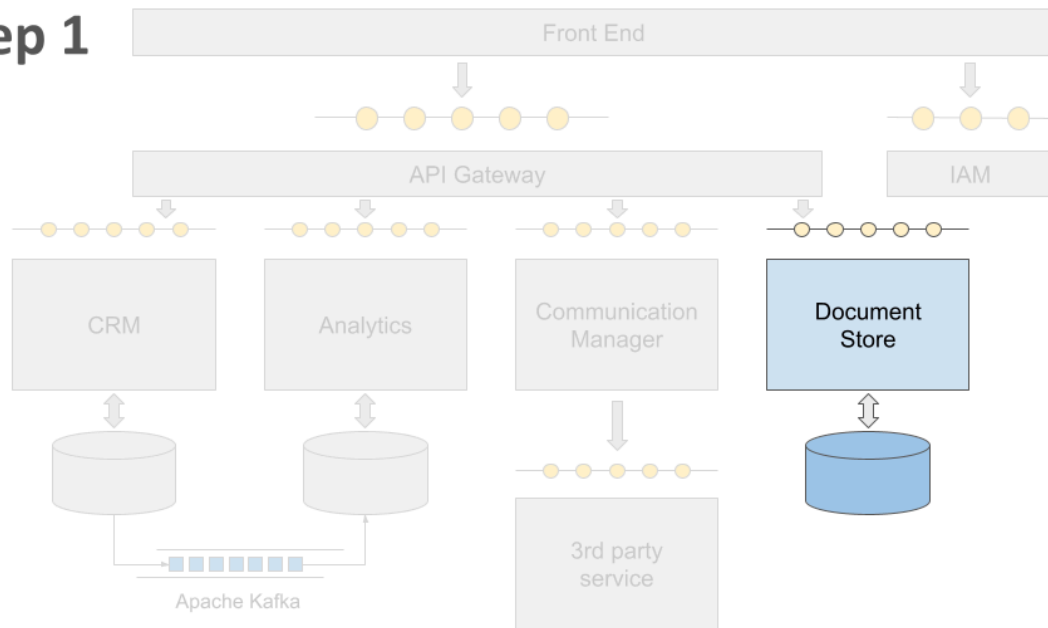 ep 1
Front End
API Gateway
IAM
CRM
Analytics
Communication
Manager
Document
Store
3rd party
service
Apache Kafka